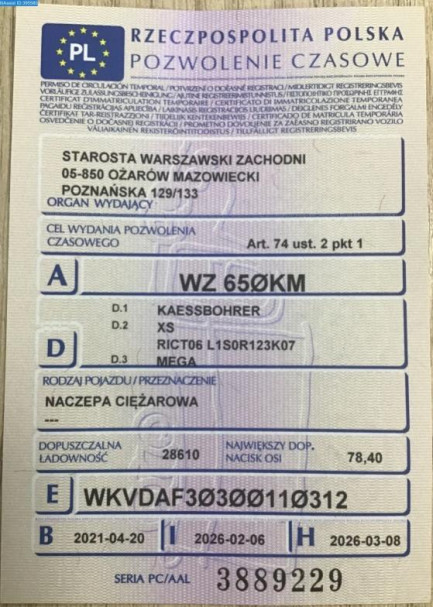 PL
RZECZPOSPOLITA POLSKA
POZWOLENIE CZASOWE
STAROSTA WARSZAWSKI ZACHODNI
05-850 OŻARÓW MAZOWIECKI
POZNAŃSKA 129/133
ORGAN WYDAJĄCY
CEL WYDANIA POZWOLENIA
CZASOWEGO Art. 74 ust. 2 pkt 1
A WZ 65ØKM
D.1 KAESSBOHRER
D.2 XS
RICT06 L1S0R123K07
D
D.3 MEGA
RODZAJ POJAZDU / PRZEZNACZENIE
NACZEPA CIĘŻAROWA
---
DOPUSZCZALNA NAJWIĘKSZY DOP.
ŁADOWNOŚĆ 28610 NACISK OSI 78,40
E WKVDAF3Ø3ØØ11Ø312
B 2021-04-20 I 2026-02-06 H 2026-03-08
SERIA PC/AAL 3889229